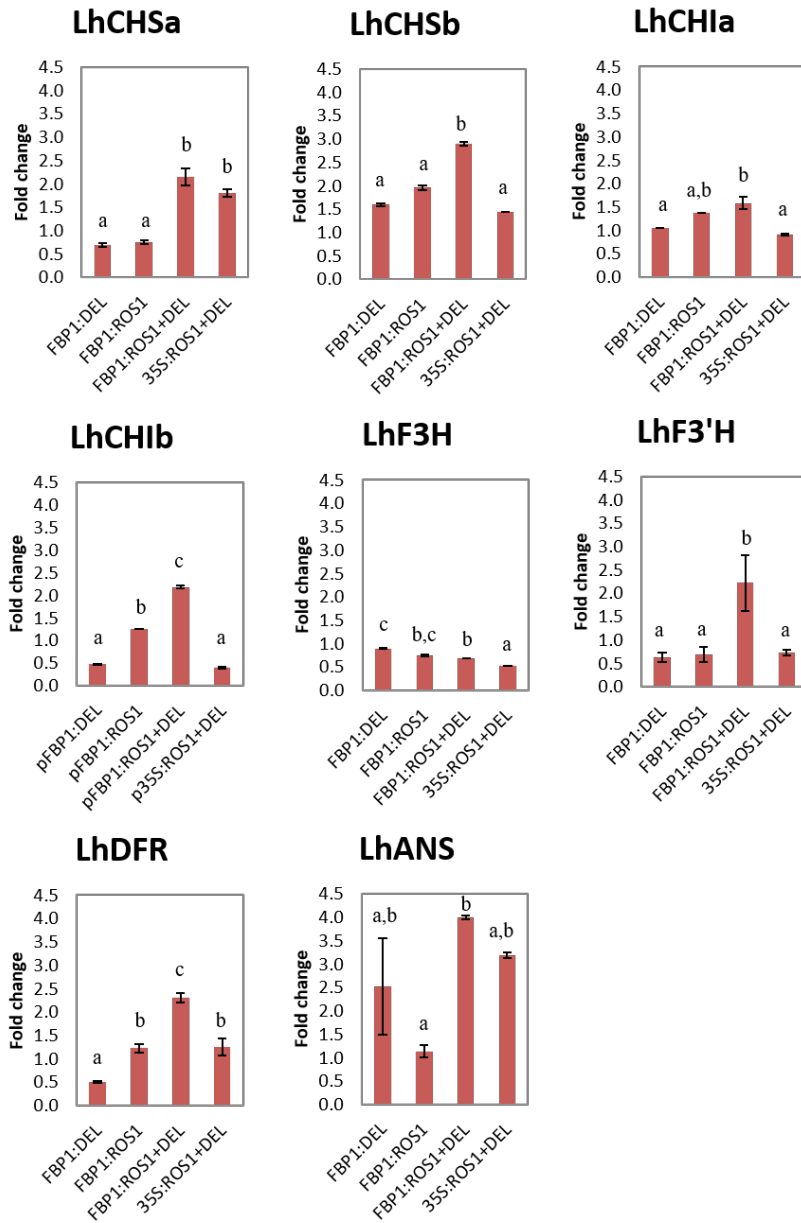 LhCHSa
Fold change
4.5
4.0
3.5
3.0
2.5
2.0
1.5
1.0
0.5
0.0
a
a
b
b
FBP1:DEL
FBP1:ROS1
FBP1:ROS1+DEL
35S:ROS1+DEL
LhCHSb
Fold change
4.5
4.0
3.5
3.0
2.5
2.0
1.5
1.0
0.5
0.0
a
a
b
a
FBP1:DEL
FBP1:ROS1
FBP1:ROS1+DEL
35S:ROS1+DEL
LhCHIa
Fold change
4.5
4.0
3.5
3.0
2.5
2.0
1.5
1.0
0.5
0.0
a
a,b
b
a
FBP1:DEL
FBP1:ROS1
FBP1:ROS1+DEL
35S:ROS1+DEL
LhCHIb
Fold change
4.5
4.0
3.5
3.0
2.5
2.0
1.5
1.0
0.5
0.0
a
b
c
a
pFBP1:DEL
pFBP1:ROS1
pFBP1:ROS1+DEL
p35S:ROS1+DEL
LhF3H
Fold change
4.5
4.0
3.5
3.0
2.5
2.0
1.5
1.0
0.5
0.0
c
b,c
b
a
FBP1:DEL
FBP1:ROS1
FBP1:ROS1+DEL
35S:ROS1+DEL
LhF3'H
Fold change
4.5
4.0
3.5
3.0
2.5
2.0
1.5
1.0
0.5
0.0
a
a
b
a
FBP1:DEL
FBP1:ROS1
FBP1:ROS1+DEL
35S:ROS1+DEL
LhDFR
Fold change
4.5
4.0
3.5
3.0
2.5
2.0
1.5
1.0
0.5
0.0
a
b
c
b
FBP1:DEL
FBP1:ROS1
FBP1:ROS1+DEL
35S:ROS1+DEL
LhANS
Fold change
4.5
4.0
3.5
3.0
2.5
2.0
1.5
1.0
0.5
0.0
a,b
a
b
a,b
FBP1:DEL
FBP1:ROS1
FBP1:ROS1+DEL
35S:ROS1+DEL